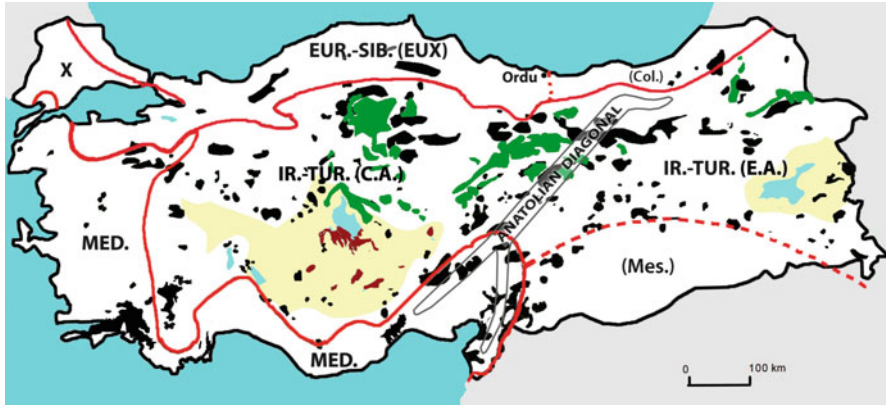 X
EUR.-SIB. (EUX)
Ordu
(Col.)
ANATOLIAN DIAGONAL
IR.-TUR. (C.A.)
IR.-TUR. (E.A.)
MED.
(Mes.)
MED.
0 100 km